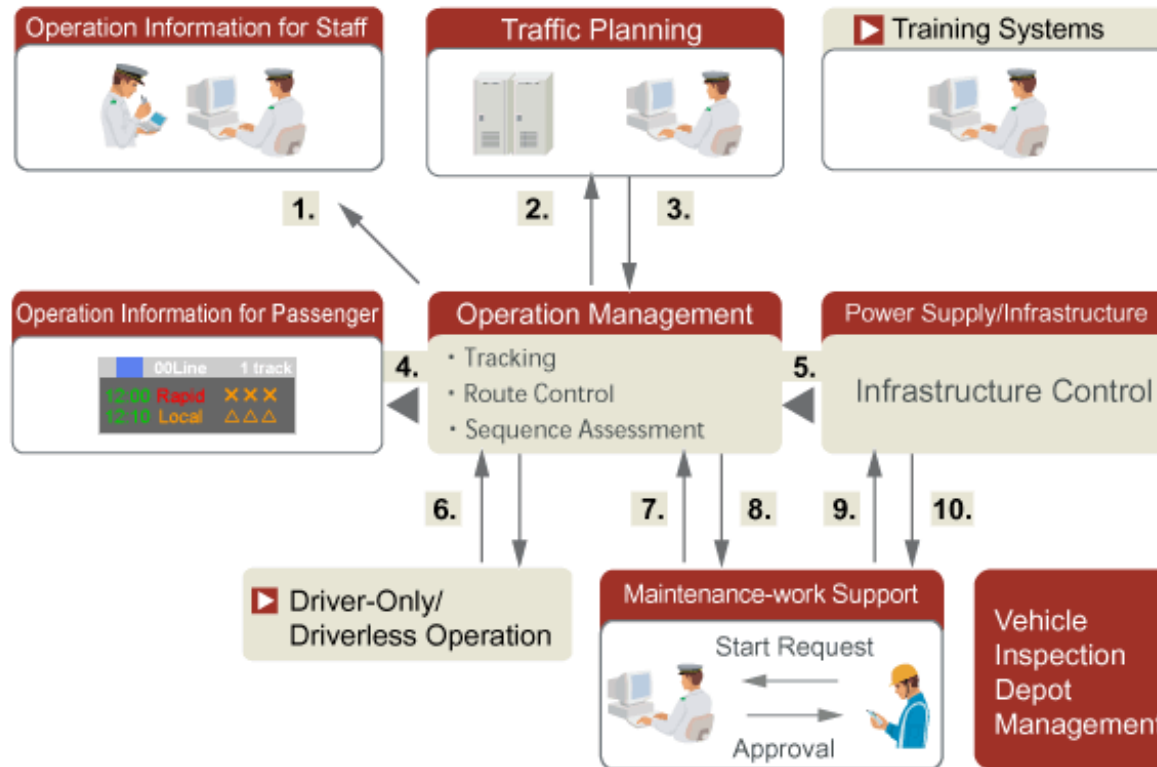 Operation Information for Staff
Traffic Planning
Training Systems
1.
2.
3.
Operation Information for Passenger
00Line 1 track
12:00 Rapid ×××
12:10 Local △△△
4.
Operation Management
・Tracking
・Route Control
・Sequence Assessment
5.
Power Supply/Infrastructure
Infrastructure Control
6.
7.
8.
9.
10.
Driver-Only/
Driverless Operation
Maintenance-work Support
Start Request
Approval
Vehicle
Inspection
Depot
Management